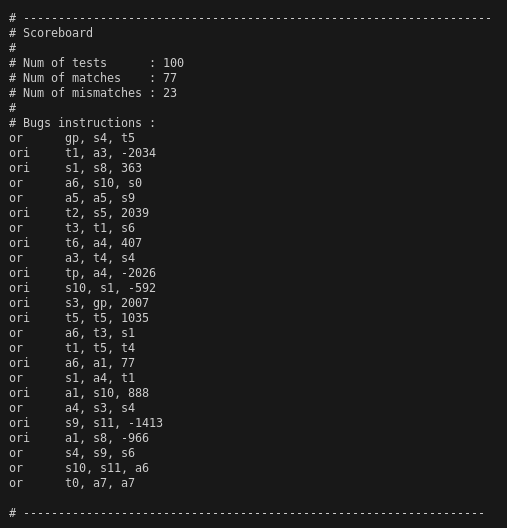 # -------------------------------------------------------------------
# Scoreboard
#
# Num of tests      : 100
# Num of matches    : 77
# Num of mismatches : 23
#
# Bugs instructions :
or      gp, s4, t5
ori     t1, a3, -2034
ori     s1, s8, 363
or      a6, s10, s0
or      a5, a5, s9
ori     t2, s5, 2039
or      t3, t1, s6
ori     t6, a4, 407
or      a3, t4, s4
ori     tp, a4, -2026
ori     s10, s1, -592
ori     s3, gp, 2007
ori     t5, t5, 1035
or      a6, t3, s1
or      t1, t5, t4
ori     a6, a1, 77
or      s1, a4, t1
ori     a1, s10, 888
or      a4, s3, s4
ori     s9, s11, -1413
ori     a1, s8, -966
or      s4, s9, s6
or      s10, s11, a6
or      t0, a7, a7
# ------------------------------------------------------------------